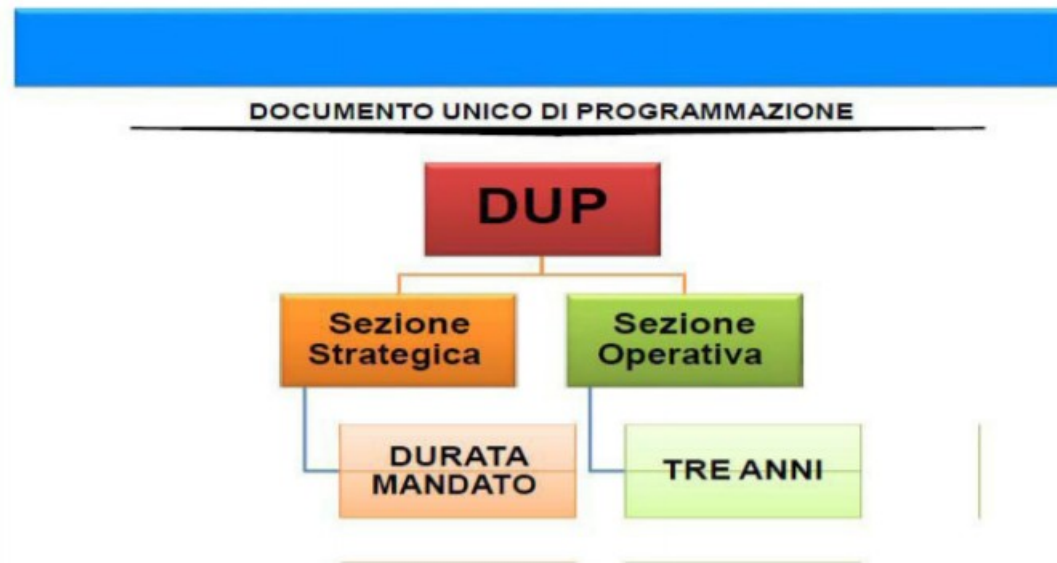 DOCUMENTO UNICO DI PROGRAMMAZIONE
DUP
Sezione
Strategica
Sezione
Operativa
DURATA
MANDATO
TRE ANNI